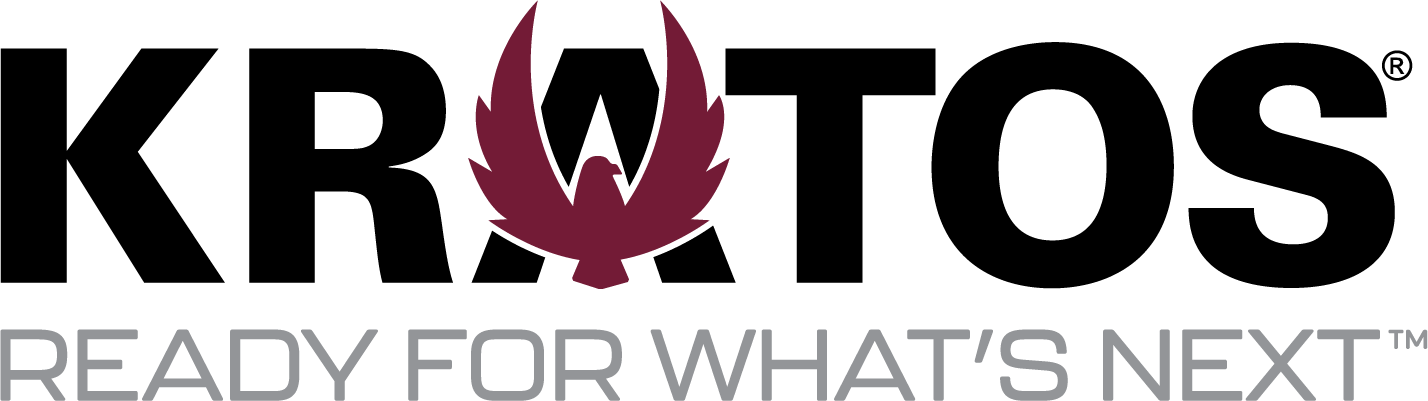 KRATOS®
READY FOR WHAT'S NEXT™